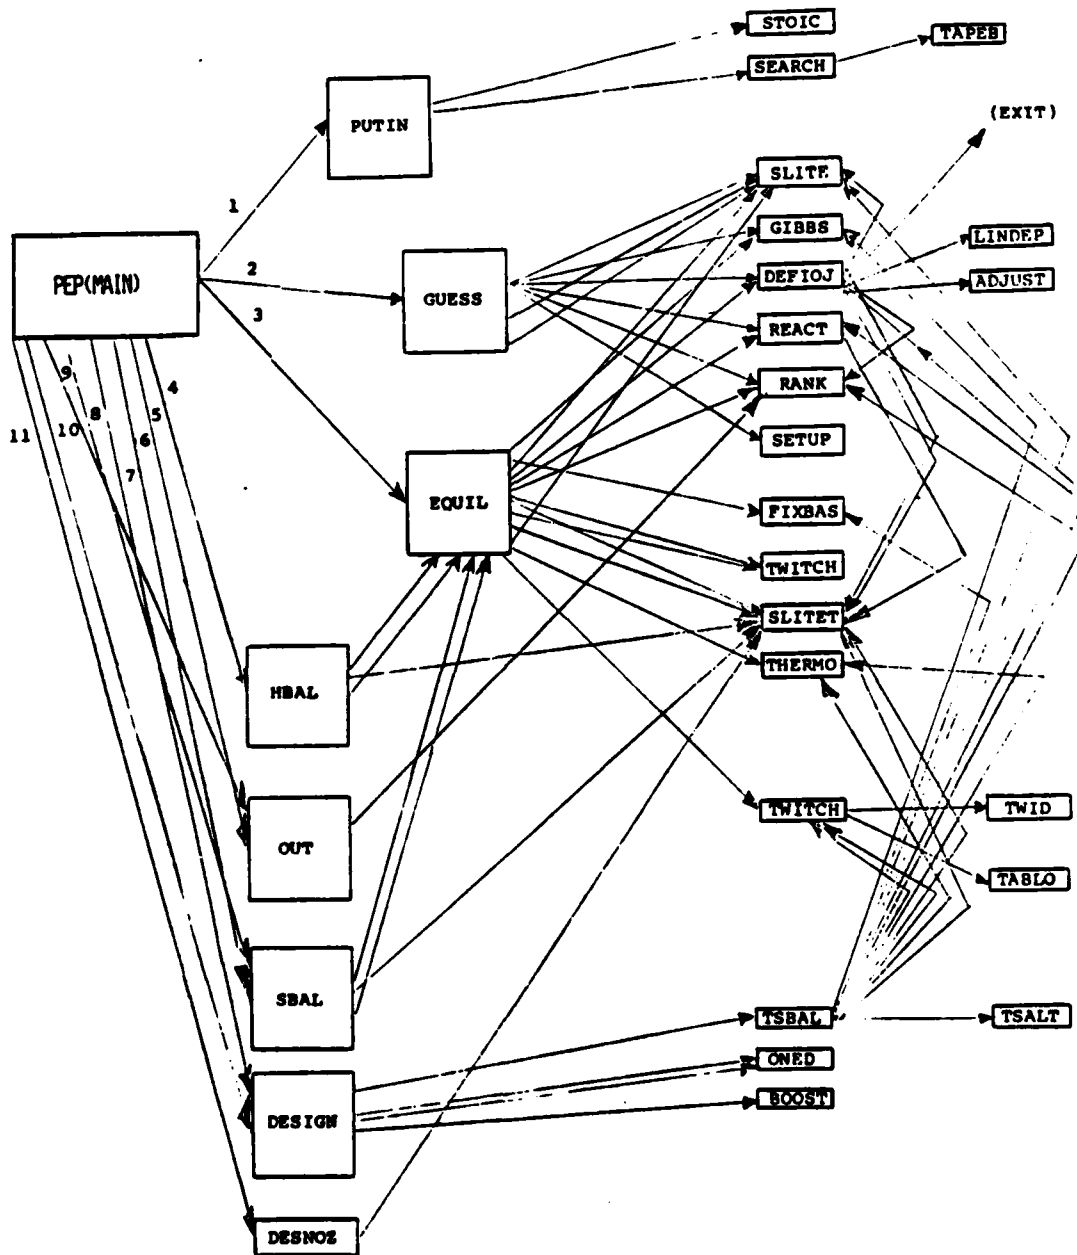 STOIC
TAPEB
SEARCH
PUTIN
(EXIT)
SLITE
1
GIBBS
LINDEP
PEP(MAIN)
2
DEFIOJ
ADJUST
GUESS
3
REACT
9
4
RANK
8
5
11
10
6
SETUP
7
EQUIL
FIXBAS
TWITCH
SLITET
THERMO
HBAL
TWITCH
TWID
OUT
TABLO
SBAL
TSBAL
TSALT
ONED
BOOST
DESIGN
DESNOZ